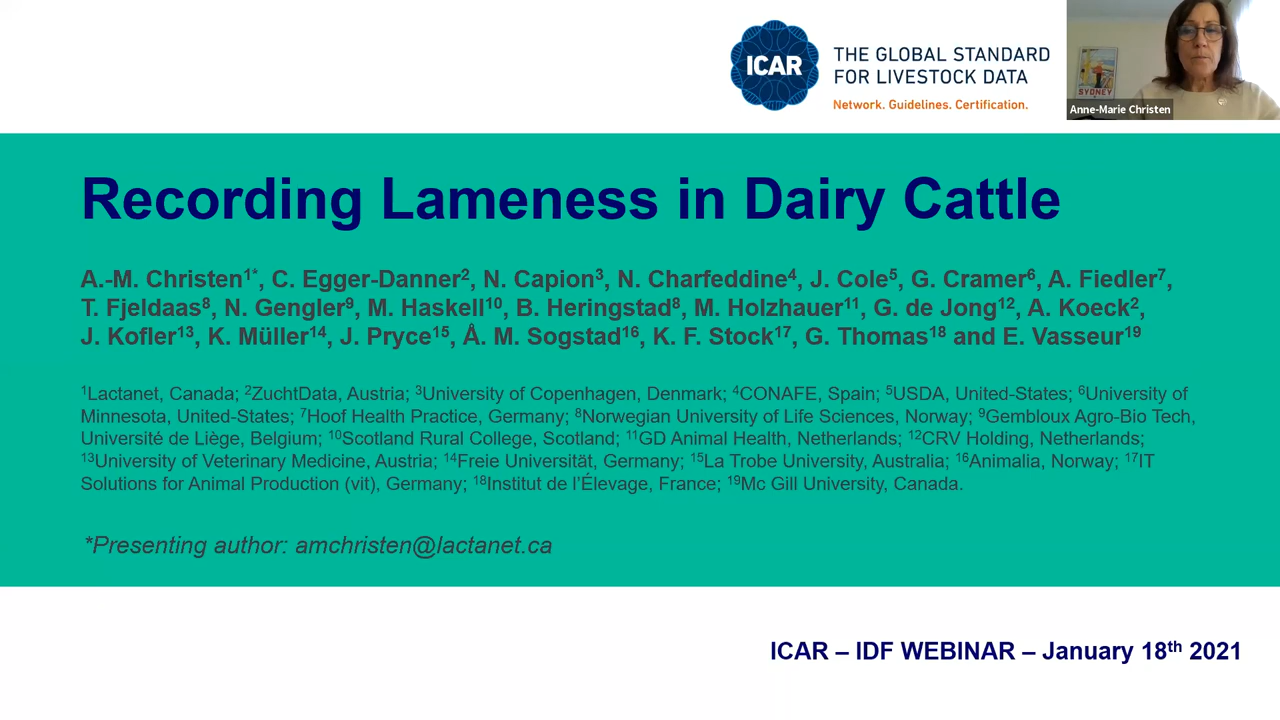 ICAR
THE GLOBAL STANDARD
FOR LIVESTOCK DATA
Network. Guidelines. Certification.
SYDNEY
Anne-Marie Christen
Recording Lameness in Dairy Cattle
A.-M. Christen¹*, C. Egger-Danner², N. Capion³, N. Charfeddine⁴, J. Cole⁵, G. Cramer⁶, A. Fiedler⁷,
T. Fjeldaas⁸, N. Gengler⁹, M. Haskell¹⁰, B. Heringstad⁸, M. Holzhauer¹¹, G. de Jong¹², A. Koeck²,
J. Kofler¹³, K. Müller¹⁴, J. Pryce¹⁵, Å. M. Sogstad¹⁶, K. F. Stock¹⁷, G. Thomas¹⁸ and E. Vasseur¹⁹
¹Lactanet, Canada; ²ZuchtData, Austria; ³University of Copenhagen, Denmark; ⁴CONAFE, Spain; ⁵USDA, United-States; ⁶University of
Minnesota, United-States; ⁷Hoof Health Practice, Germany; ⁸Norwegian University of Life Sciences, Norway; ⁹Gembloux Agro-Bio Tech,
Université de Liège, Belgium; ¹⁰Scotland Rural College, Scotland; ¹¹GD Animal Health, Netherlands; ¹²CRV Holding, Netherlands;
¹³University of Veterinary Medicine, Austria; ¹⁴Freie Universität, Germany; ¹⁵La Trobe University, Australia; ¹⁶Animalia, Norway; ¹⁷IT
Solutions for Animal Production (vit), Germany; ¹⁸Institut de l'Élevage, France; ¹⁹Mc Gill University, Canada.
*Presenting author: amchristen@lactanet.ca
ICAR – IDF WEBINAR – January 18th 2021